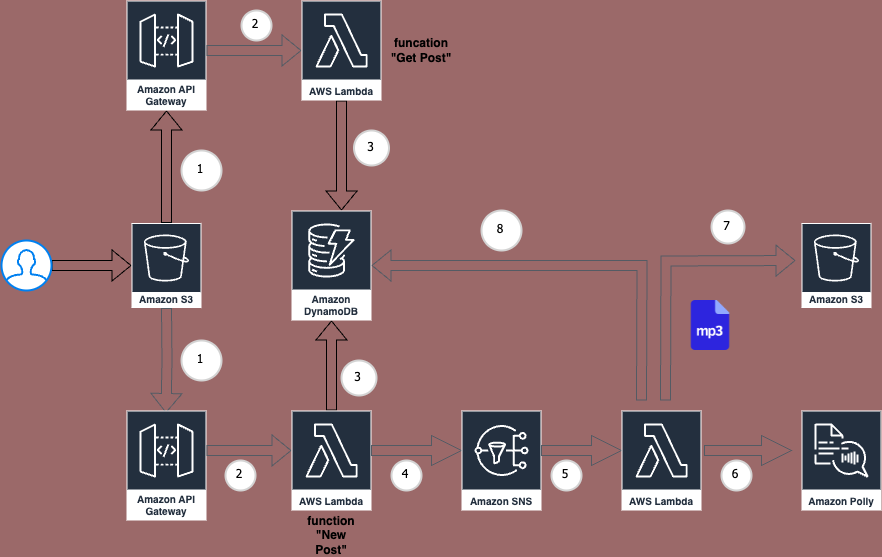 2
funcation
"Get Post"
Amazon API
Gateway
AWS Lambda
1
3
8
7
Amazon S3
Amazon
DynamoDB
Amazon S3
mp3
1
3
2
4
5
6
Amazon API
Gateway
AWS Lambda
Amazon SNS
AWS Lambda
Amazon Polly
function
"New
Post"